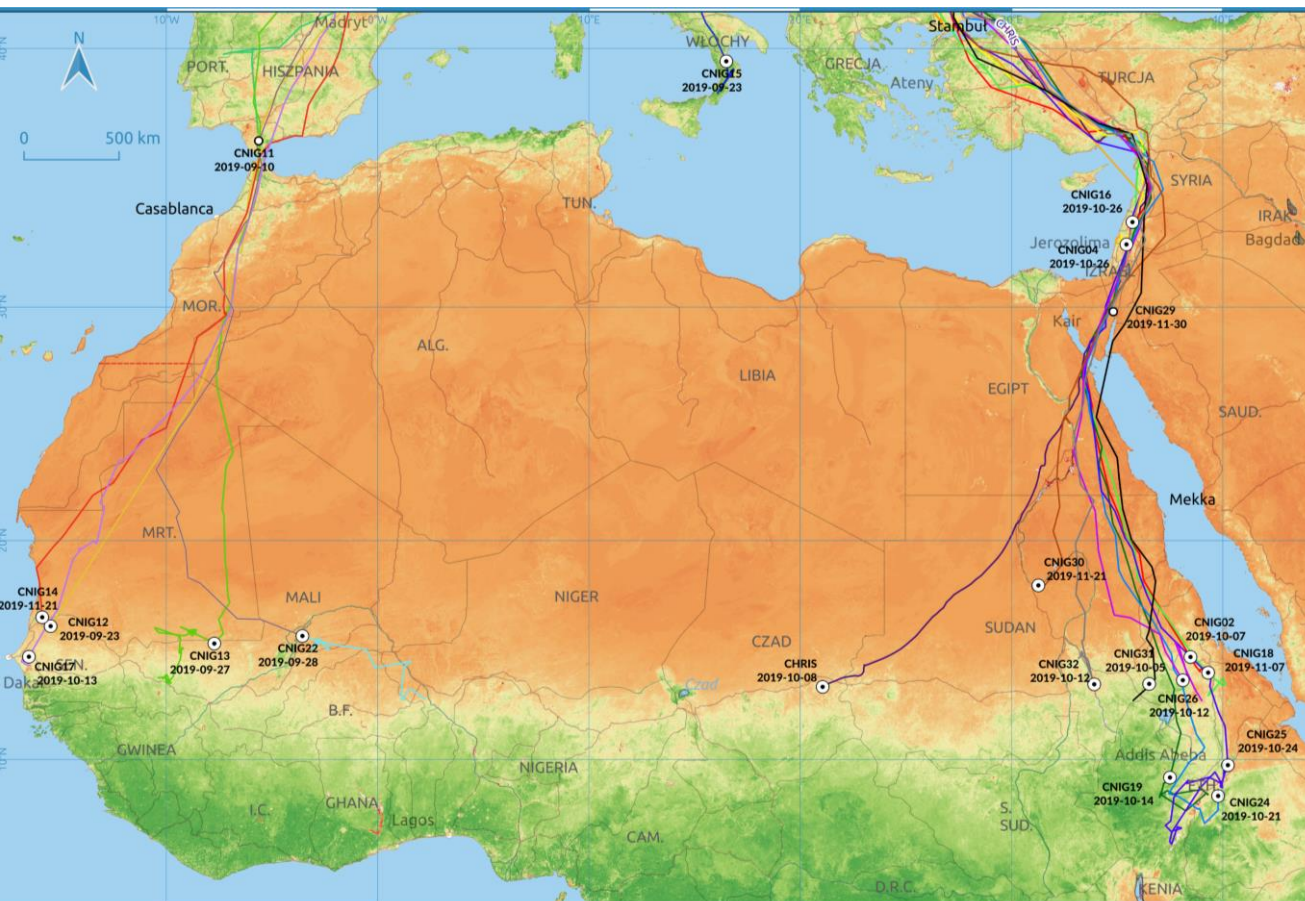 10°W
10°E
Madryt
PORT.
HISZPANIA
WŁOCHY
CNIG15
2019-09-23
Stambuł
CHRIS
GRECJA
Ateny
TURCJA
N
0 500 km
CNIG11
2019-09-10
Casablanca
TUN.
CNIG16
2019-10-26
SYRIA
IRAK
Bagdad
Jerozolima
CNIG04
2019-10-26
IZRAEL
30°N
MOR.
Kair
CNIG29
2019-11-30
ALG.
LIBIA
EGIPT
SAUD.
Mekka
20°N
MRT.
CNIG14
2019-11-21
CNIG12
2019-09-23
MALI
NIGER
CZAD
SUDAN
CNIG30
2019-11-21
CNIG17
2019-10-13
SEN.
Dakar
CNIG13
2019-09-27
CNIG22
2019-09-28
CHRIS
2019-10-08
Czad
CNIG32
2019-10-12
CNIG31
2019-10-05
CNIG02
2019-10-07
CNIG18
2019-11-07
CNIG26
2019-10-12
B.F.
GWINEA
I.C.
GHANA
Lagos
NIGERIA
CAM.
S.
SUD.
D.R.C.
Addis Abeba
CNIG25
2019-10-24
CNIG19
2019-10-14
CNIG24
2019-10-21
KENIA